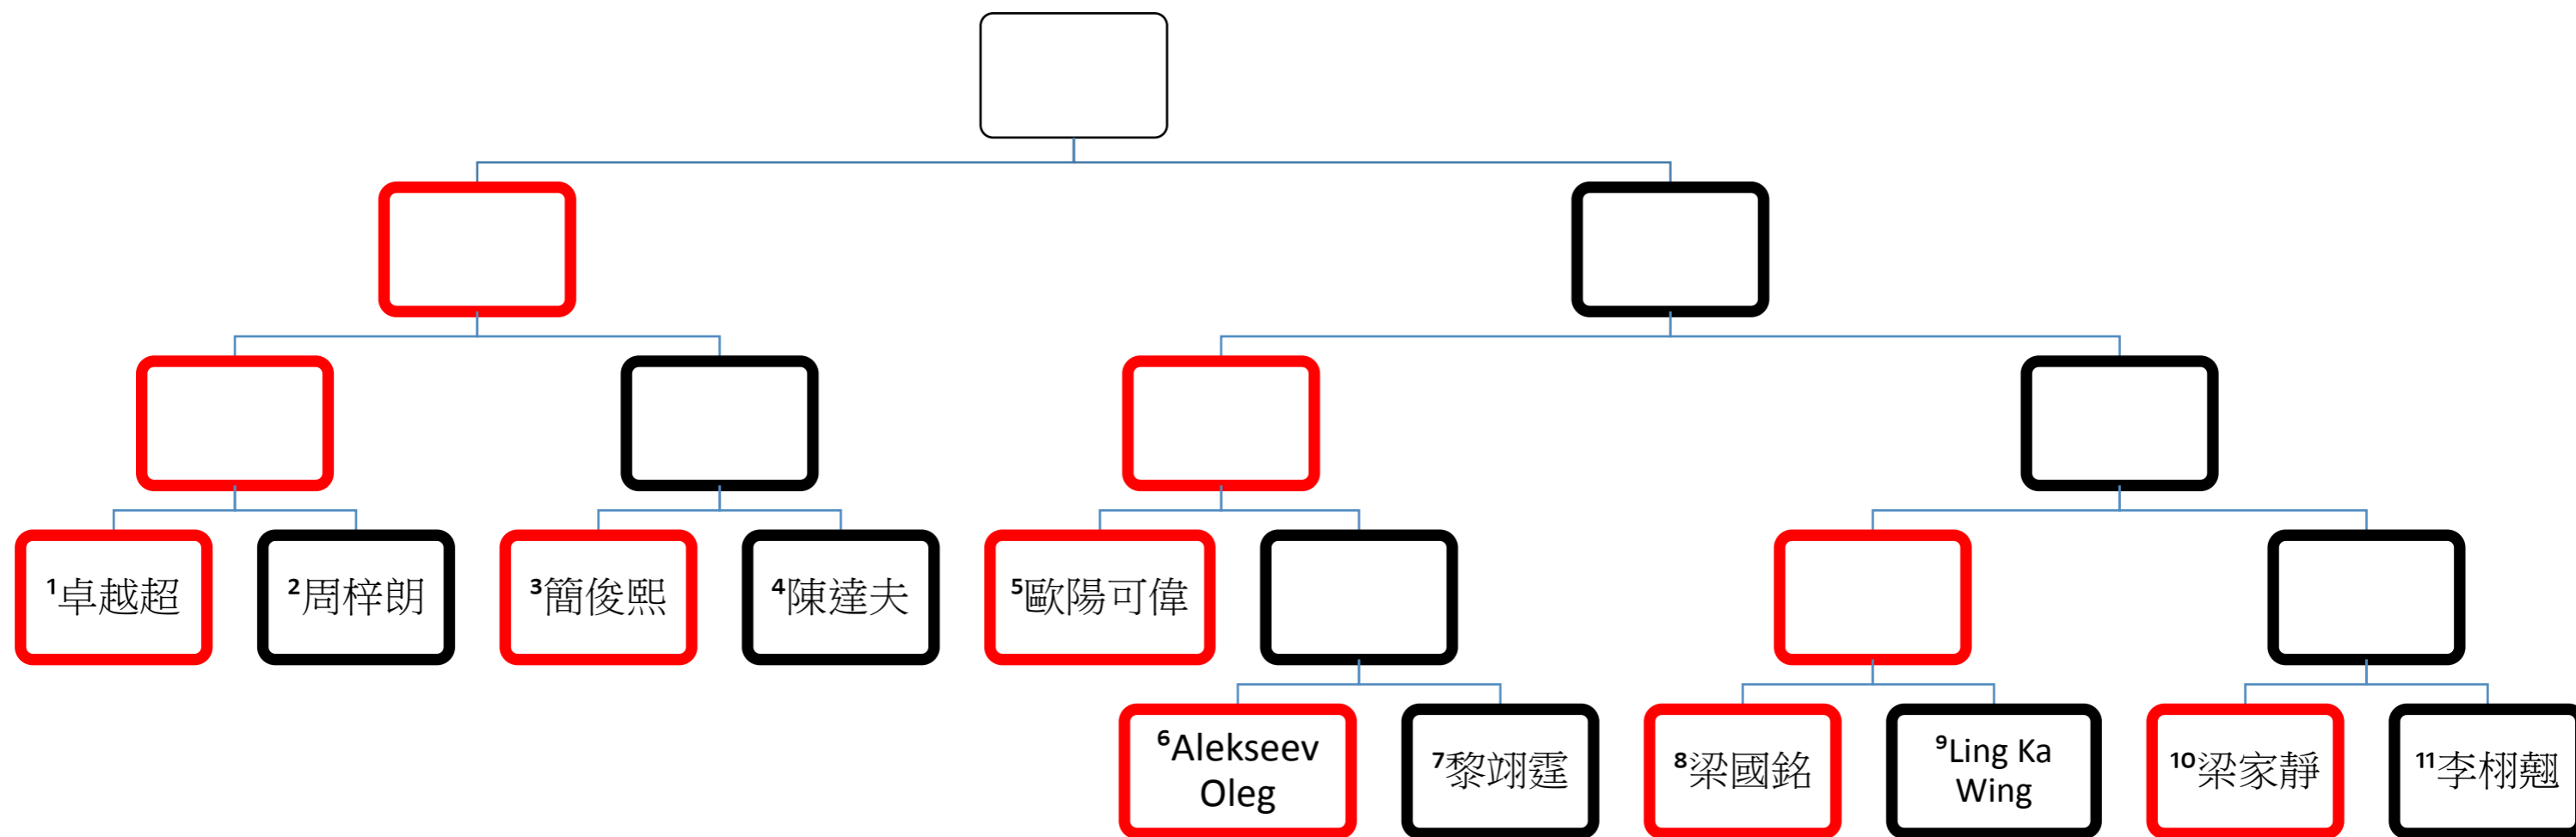 ¹卓越超
²周梓朗
³簡俊熙
⁴陳達夫
⁵歐陽可偉
⁶Alekseev
Oleg
⁷黎翊霆
⁸梁國銘
⁹Ling Ka
Wing
¹⁰梁家靜
¹¹李栩翹